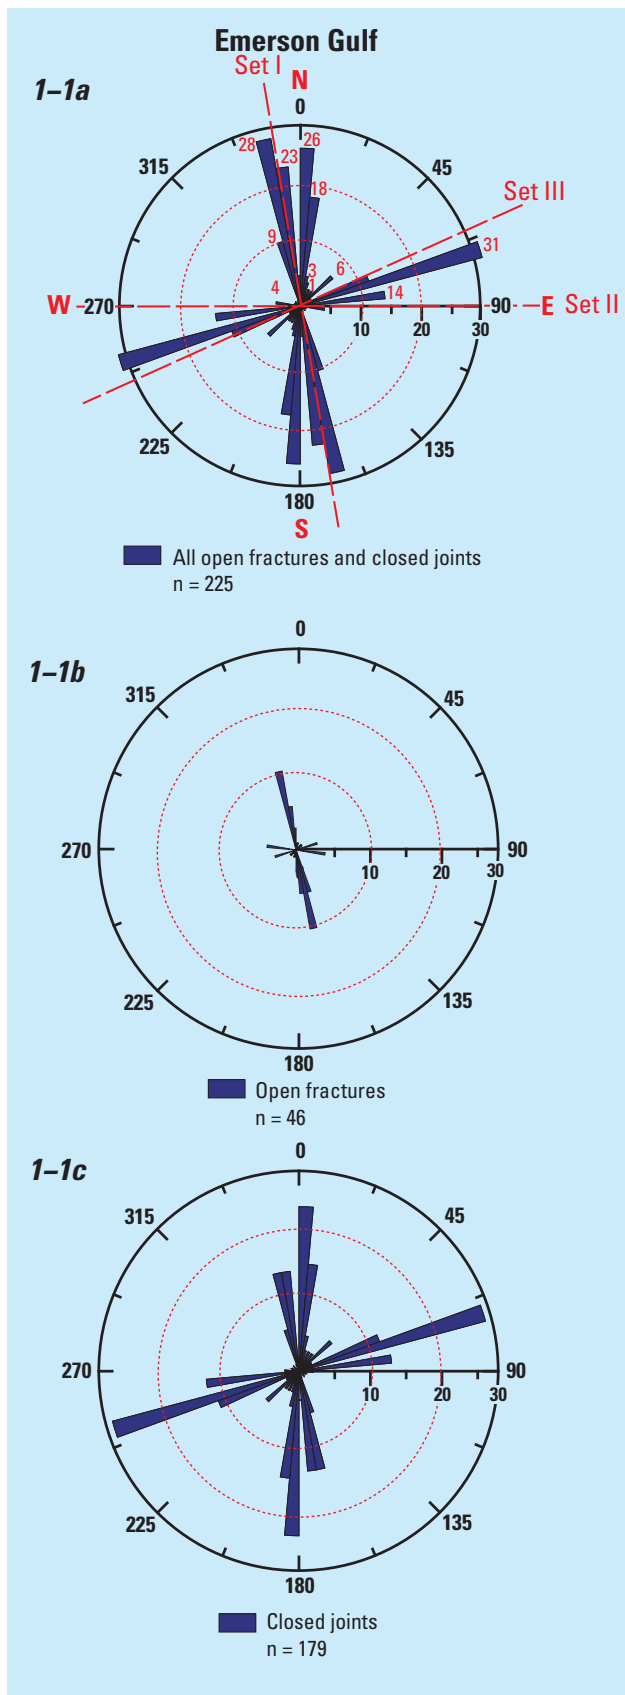 Emerson Gulf
Set I
1–1a
N
0
28
26
315
23
45
18
Set III
9
31
3
6
4
1
14
W
270
90
E
Set II
10
20
30
225
135
180
S
All open fractures and closed joints
n = 225
0
1–1b
315
45
270
90
10
20
30
225
135
180
Open fractures
n = 46
0
1–1c
315
45
270
90
10
20
30
225
135
180
Closed joints
n = 179